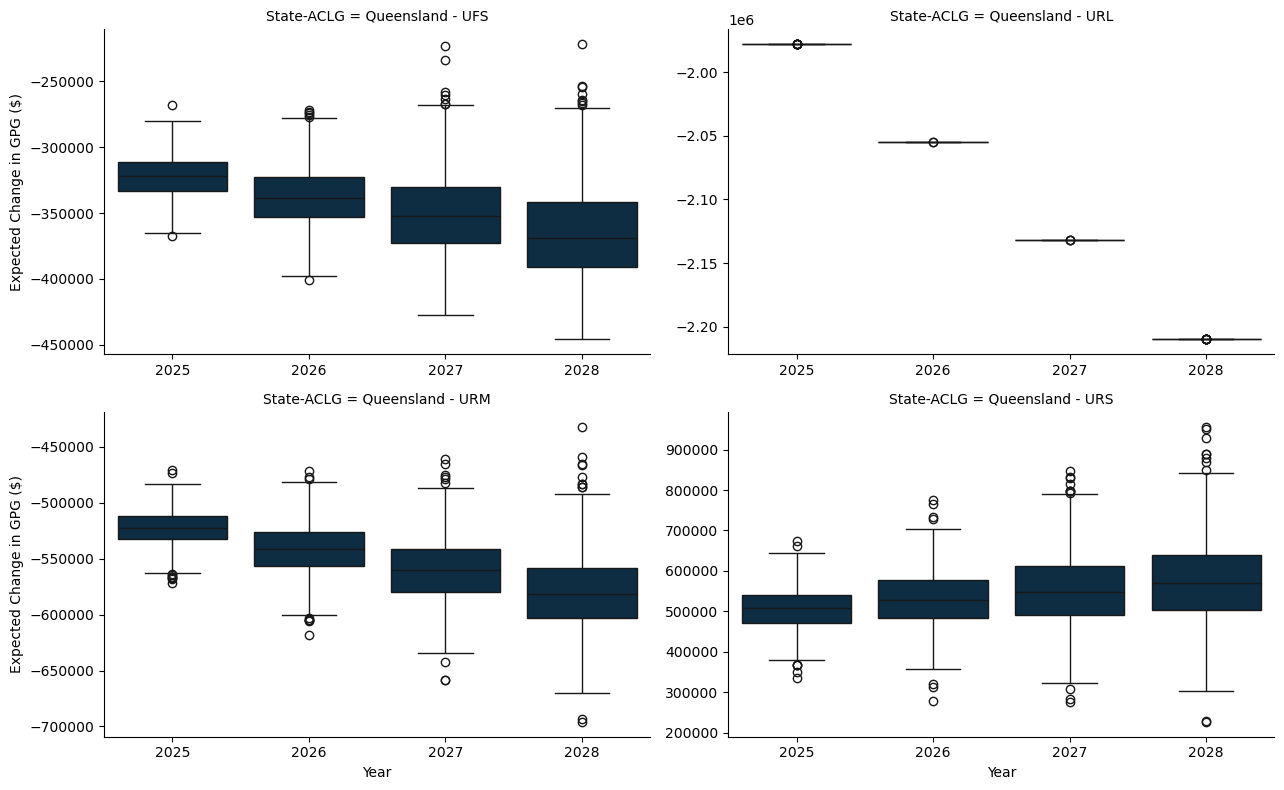 State-ACLG = Queensland - UFS
Expected Change in GPG ($)
−250000
−300000
−350000
−400000
−450000
2025 2026 2027 2028
State-ACLG = Queensland - URL
1e6
−2.00
−2.05
−2.10
−2.15
−2.20
2025 2026 2027 2028
State-ACLG = Queensland - URM
Expected Change in GPG ($)
−450000
−500000
−550000
−600000
−650000
−700000
2025 2026 2027 2028
Year
State-ACLG = Queensland - URS
900000
800000
700000
600000
500000
400000
300000
200000
2025 2026 2027 2028
Year